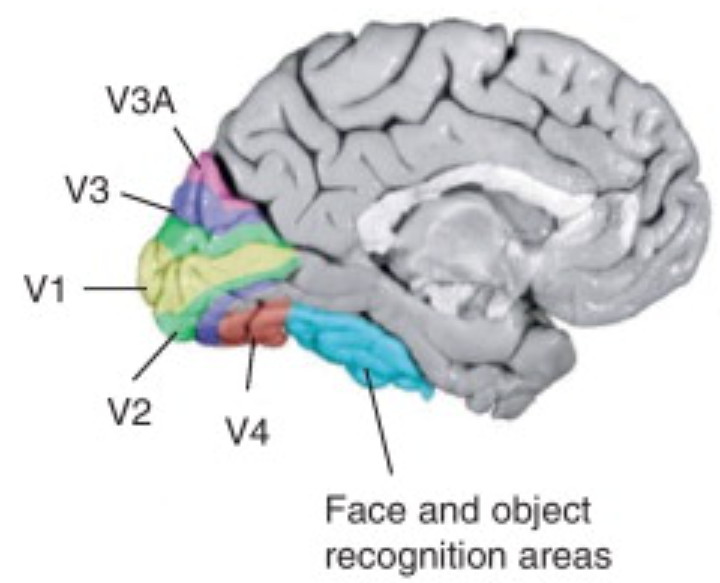 V3A
V3
V1
V2
V4
Face and object
recognition areas